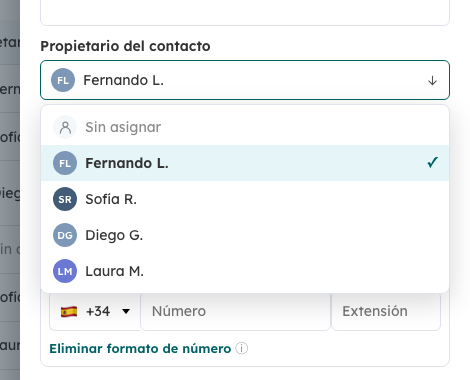 Propietario del contacto
FL Fernando L.
Sin asignar
FL Fernando L.
SR Sofía R.
DG Diego G.
LM Laura M.
+34 Número Extensión
Eliminar formato de número